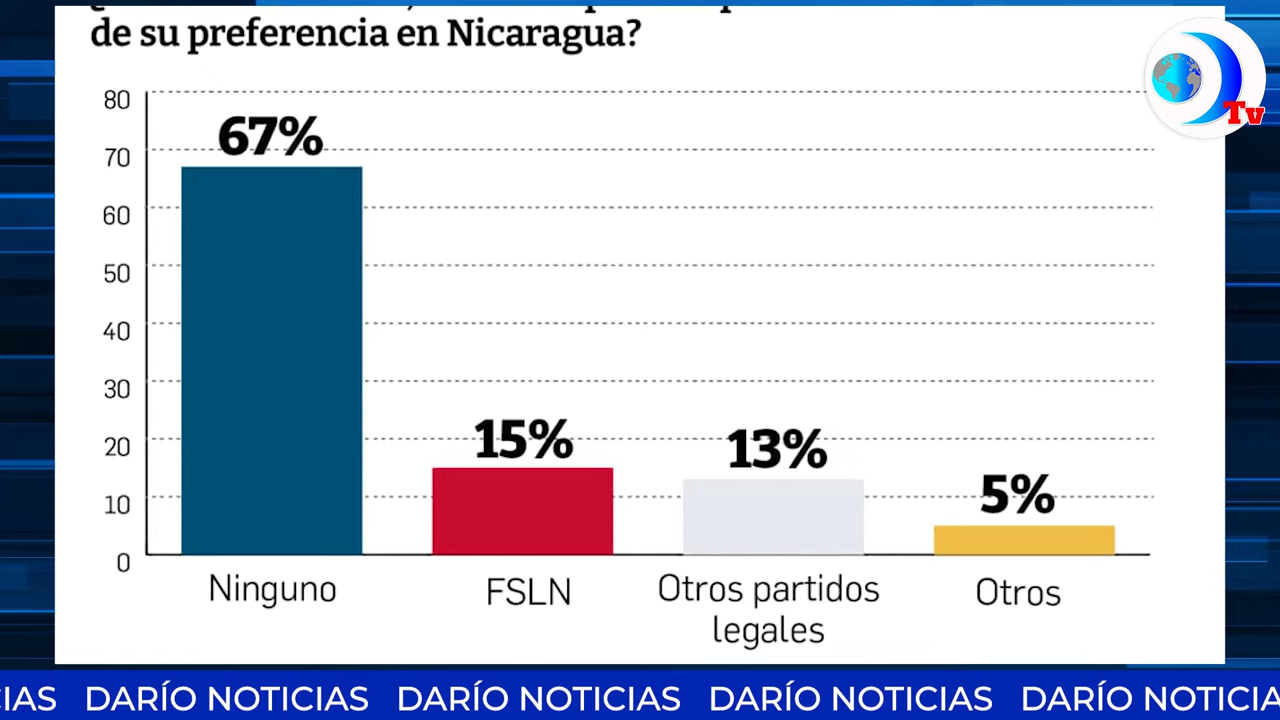 de su preferencia en Nicaragua?
Tv
80
70
60
50
40
30
20
10
0
67%
15%
13%
5%
Ninguno
FSLN
Otros partidos
legales
Otros
CIAS DARÍO NOTICIAS DARÍO NOTICIAS DARÍO NOTICIAS DARÍO NOTICIA